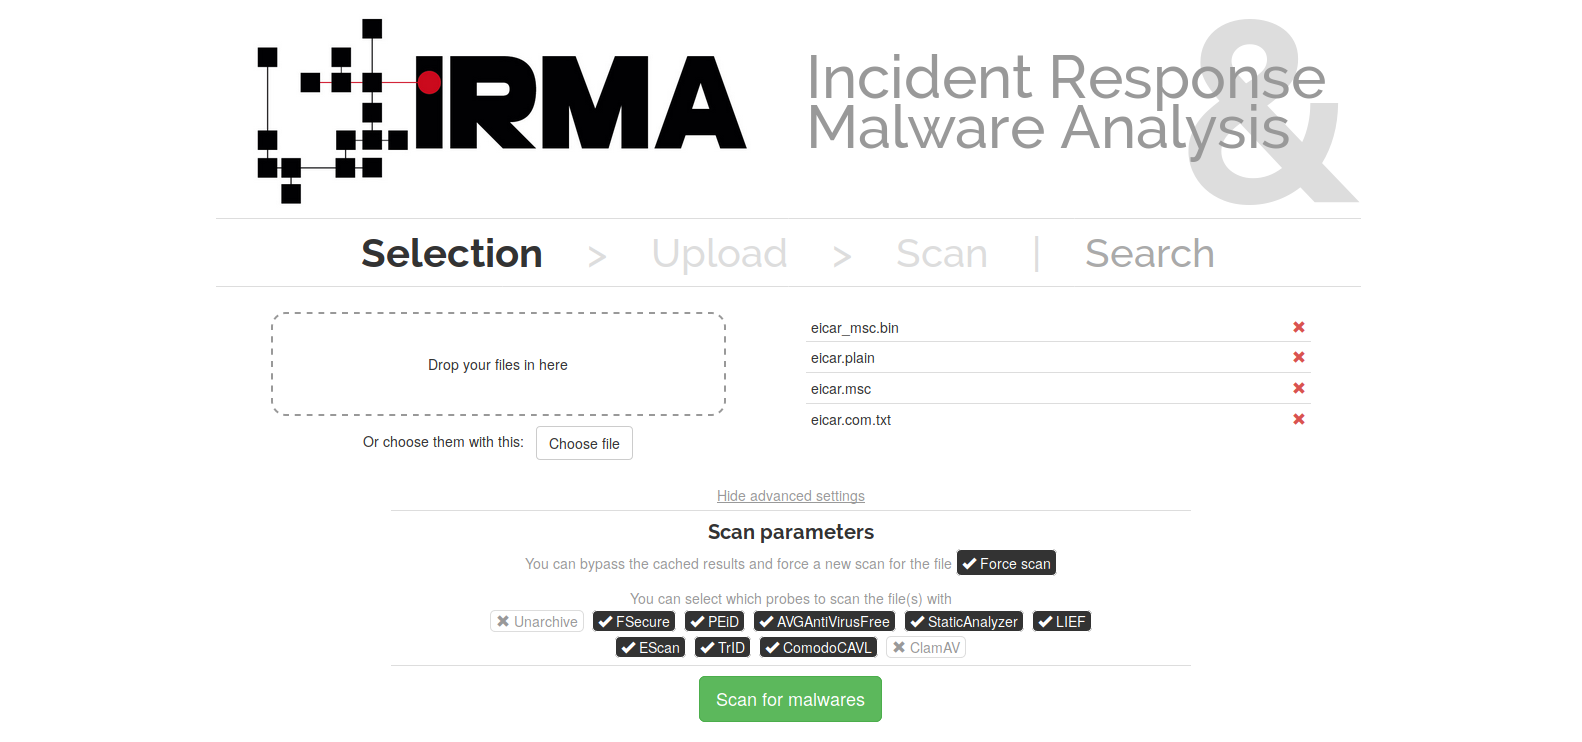 IRMA
Incident Response
& Malware Analysis
Selection > Upload > Scan | Search
Drop your files in here
Or choose them with this: Choose file
eicar_msc.bin
eicar.plain
eicar.msc
eicar.com.txt
Hide advanced settings
Scan parameters
You can bypass the cached results and force a new scan for the file Force scan
You can select which probes to scan the file(s) with
Unarchive FSecure PEiD AVGAntiVirusFree StaticAnalyzer LIEF
EScan TrID ComodoCAVL ClamAV
Scan for malwares